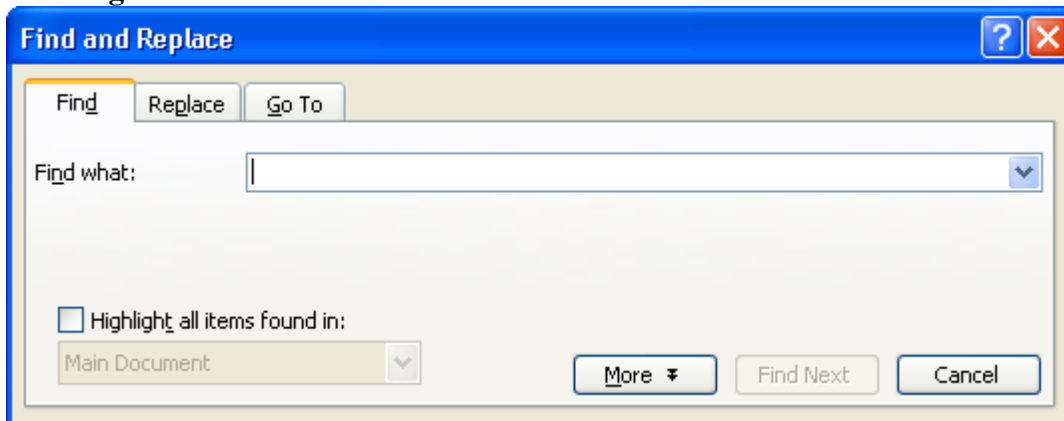 Find and Replace
Find Replace Go To
Find what:
Highlight all items found in:
Main Document
More Find Next Cancel